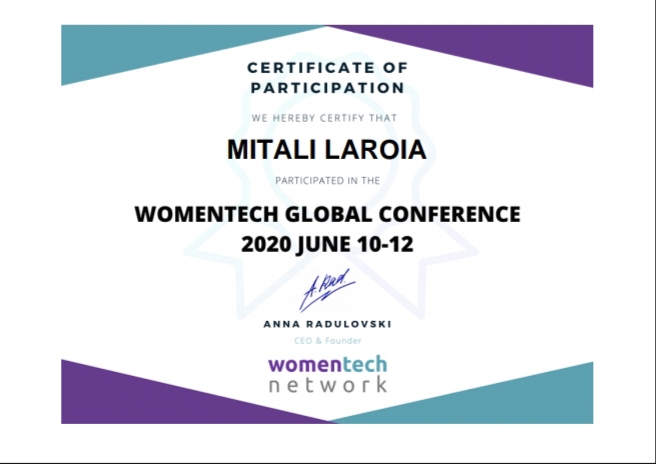 CERTIFICATE OF
PARTICIPATION
WE HEREBY CERTIFY THAT
MITALI LAROIA
PARTICIPATED IN THE
WOMENTECH GLOBAL CONFERENCE
2020 JUNE 10-12
A.Rad.
ANNA RADULOVSKI
CEO & Founder
womentech
network